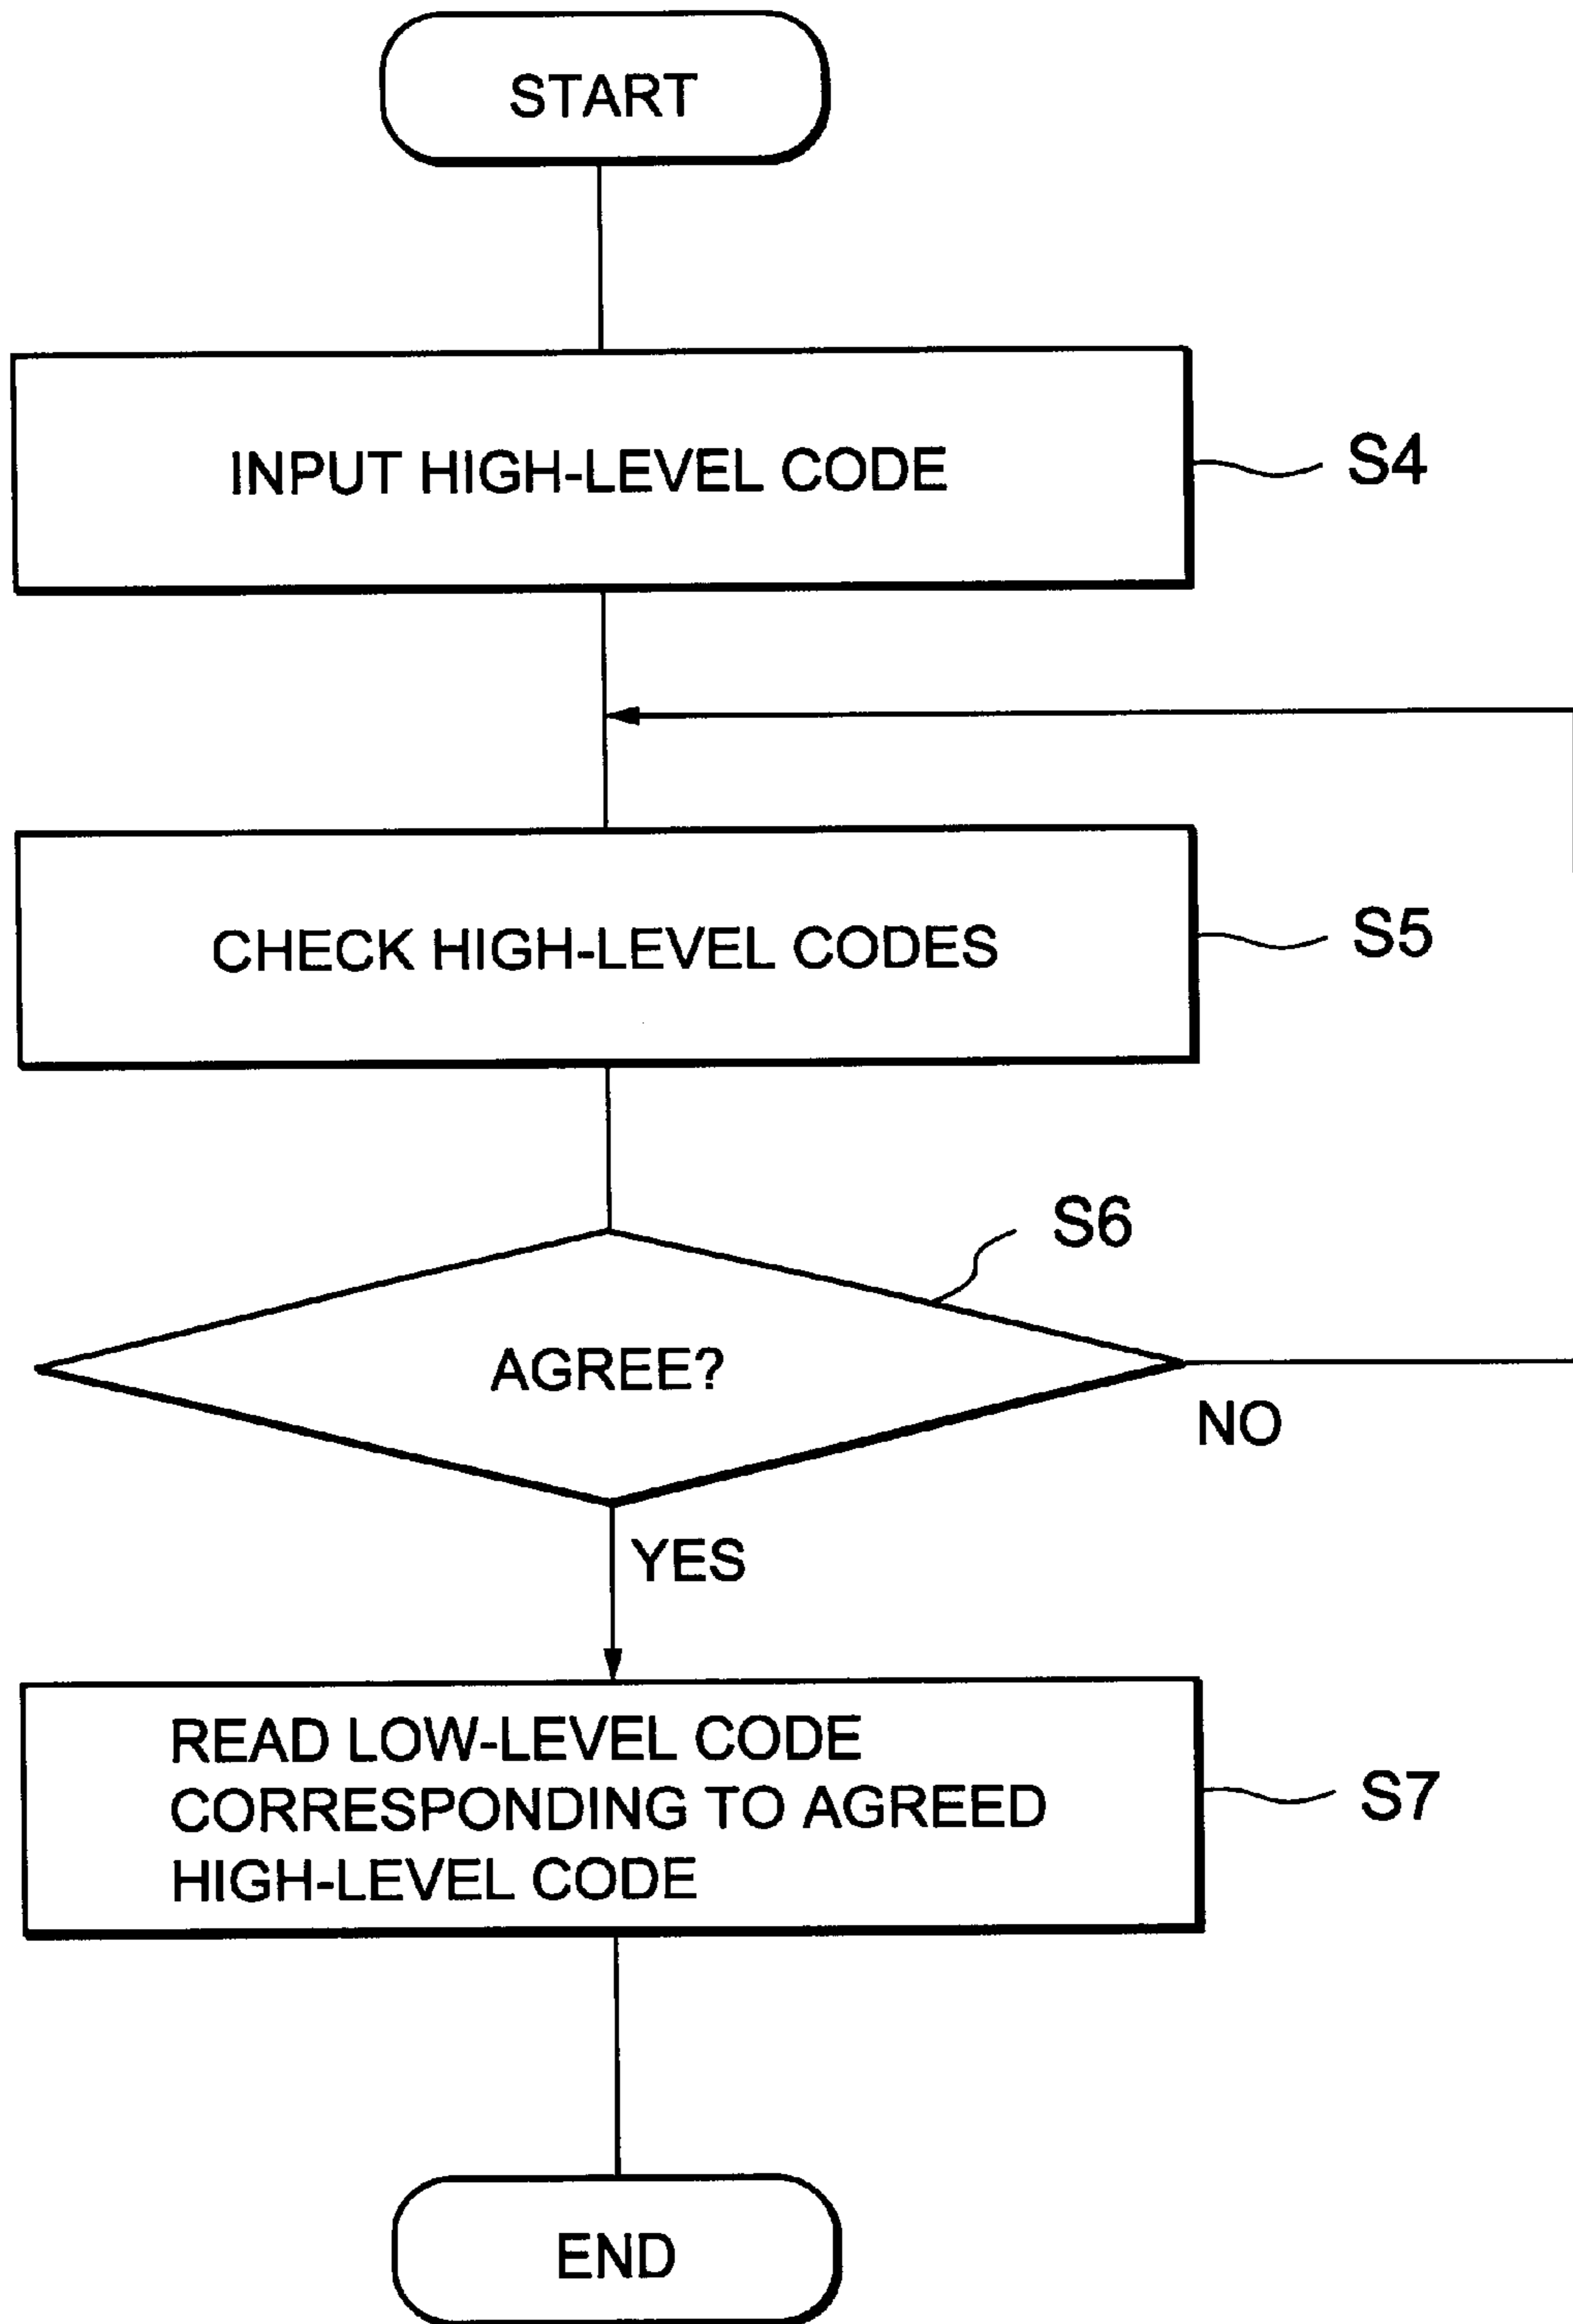 START
INPUT HIGH-LEVEL CODE
S4
CHECK HIGH-LEVEL CODES
S5
S6
AGREE?
NO
YES
READ LOW-LEVEL CODE
CORRESPONDING TO AGREED
HIGH-LEVEL CODE
S7
END